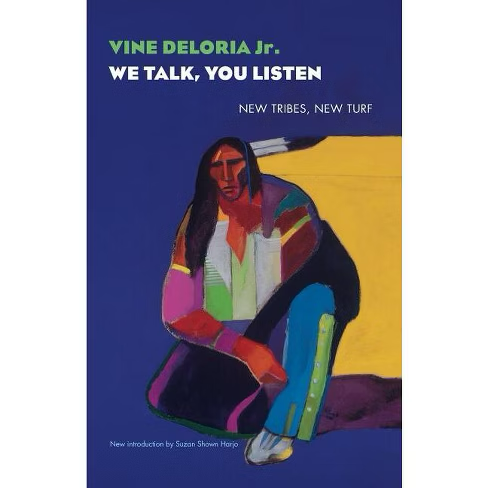 VINE DELORIA Jr.
WE TALK, YOU LISTEN
NEW TRIBES, NEW TURF
New introduction by Suzan Shown Harjo